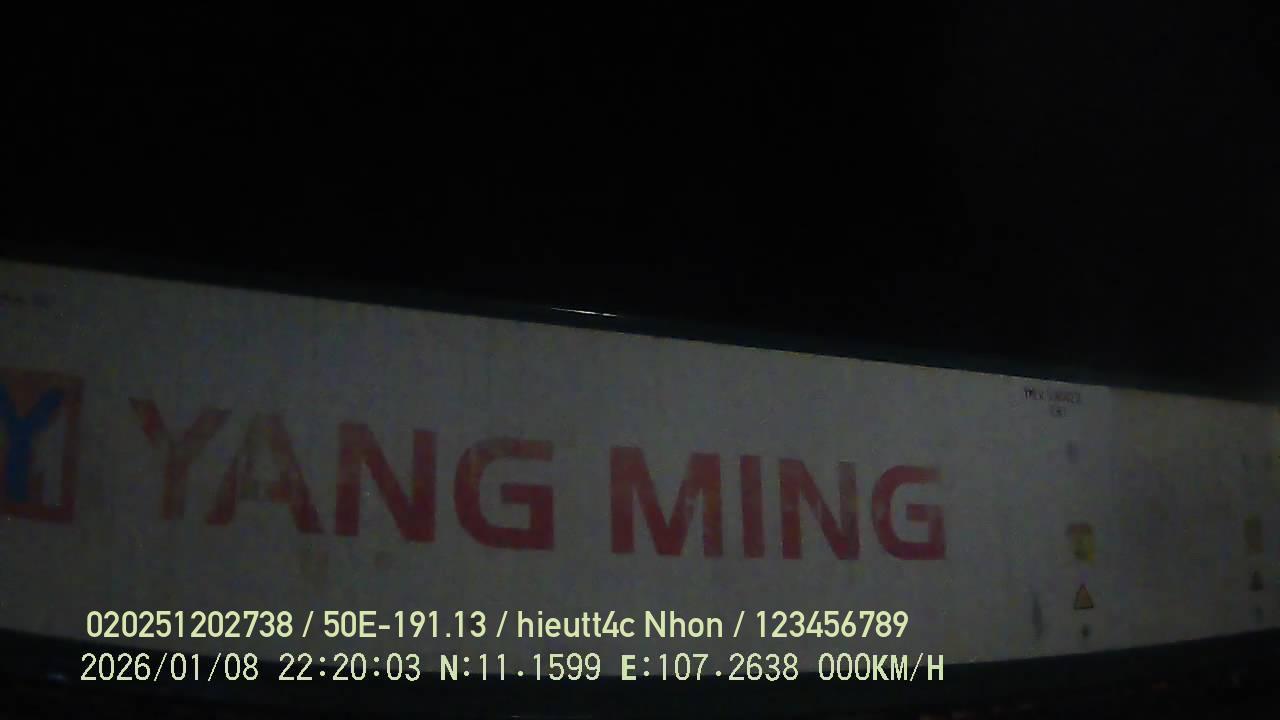 Y YANG MING
020251202738 / 50E-191.13 / hieutt4c Nhon / 123456789
2026/01/08 22:20:03 N:11.1599 E:107.2638 000KM/H